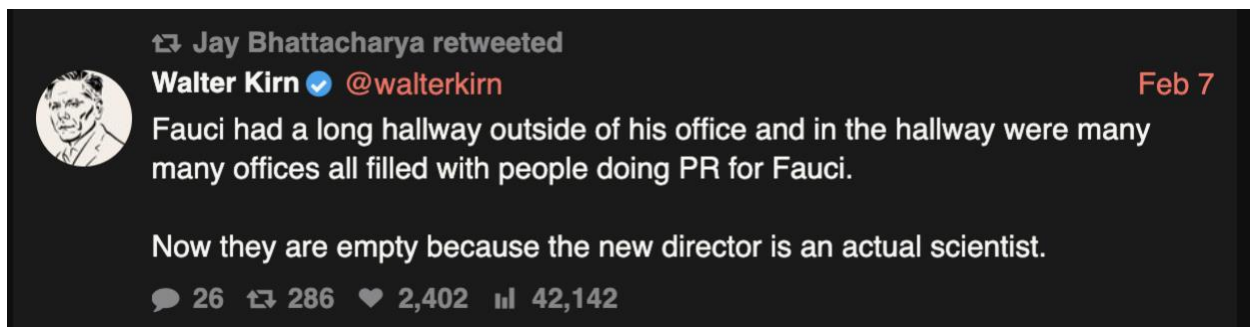 Jay Bhattacharya retweeted
Walter Kirn @walterkirn Feb 7
Fauci had a long hallway outside of his office and in the hallway were many
many offices all filled with people doing PR for Fauci.
Now they are empty because the new director is an actual scientist.
26 286 2,402 42,142